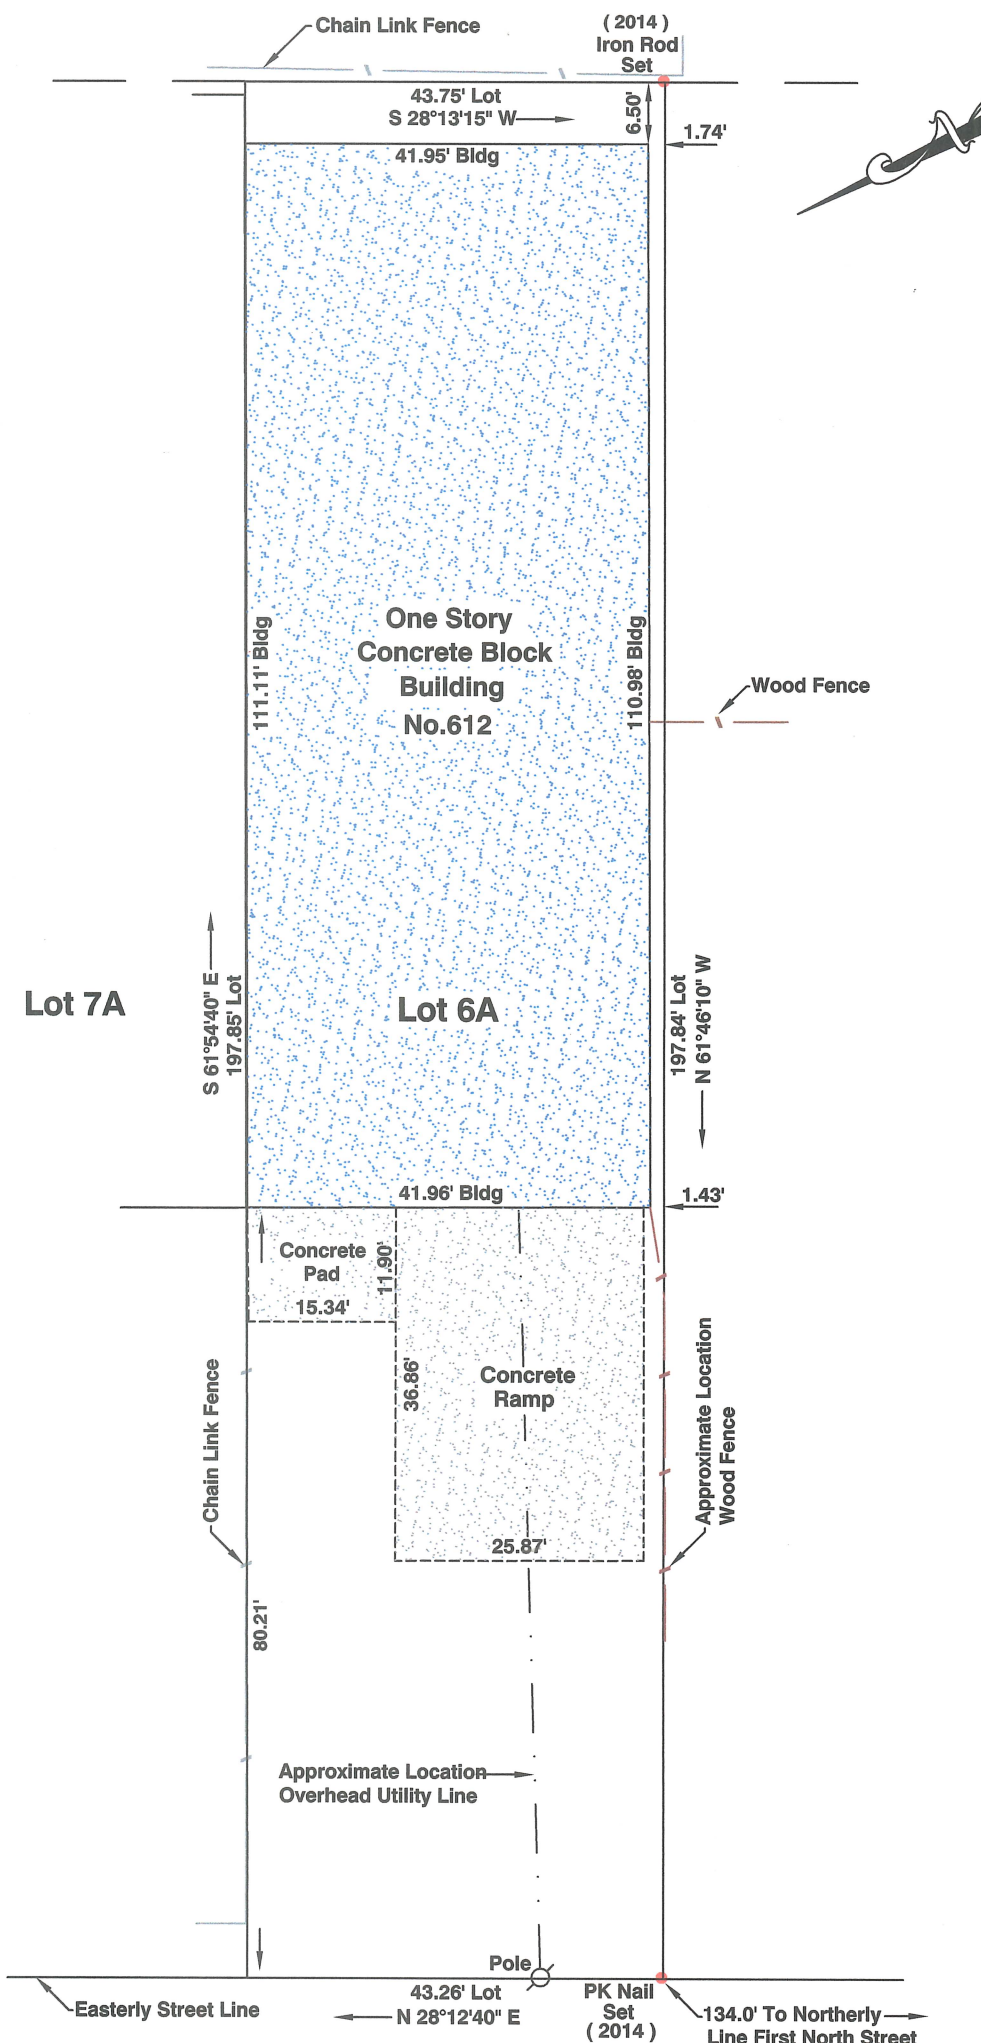 Chain Link Fence
( 2014 )
Iron Rod
Set
43.75' Lot
S 28°13'15" W
6.50'
1.74'
41.95' Bldg
N
One Story
Concrete Block
Building
No.612
111.11' Bldg
110.98' Bldg
Wood Fence
S 61°54'40" E
197.85' Lot
Lot 7A
Lot 6A
197.84' Lot
N 61°46'10" W
41.96' Bldg
1.43'
Concrete
Pad
15.34'
11.90'
36.86'
Concrete
Ramp
25.87'
Chain Link Fence
Approximate Location
Wood Fence
80.21'
Approximate Location
Overhead Utility Line
Pole
Easterly Street Line
43.26' Lot
N 28°12'40" E
PK Nail
Set
( 2014 )
134.0' To Northerly
Line First North Street